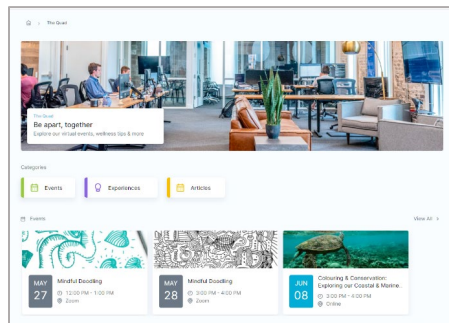 The Quad
The Quad
Be apart, together
Explore our virtual events, wellness tips & more
Categories
Events
Experiences
Articles
Events
View All
MAY
27
Mindful Doodling
12:00 PM - 1:00 PM
Zoom
MAY
28
Mindful Doodling
3:00 PM - 4:00 PM
Zoom
JUN
08
Colouring & Conservation:
Exploring our Coastal & Marine..
3:00 PM - 4:00 PM
Online